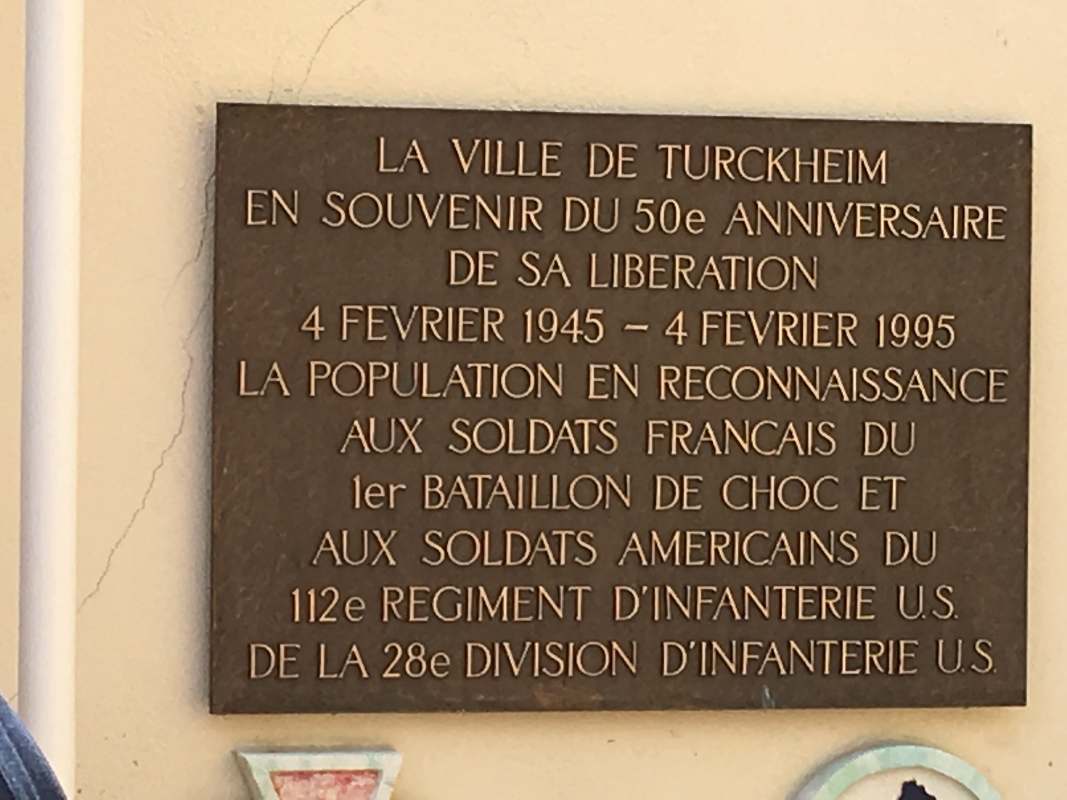 LA VILLE DE TURCKHEIM
EN SOUVENIR DU 50e ANNIVERSAIRE
DE SA LIBERATION
4 FEVRIER 1945 – 4 FEVRIER 1995
LA POPULATION EN RECONNAISSANCE
AUX SOLDATS FRANCAIS DU
1er BATAILLON DE CHOC ET
AUX SOLDATS AMERICAINS DU
112e REGIMENT D'INFANTERIE U.S.
DE LA 28e DIVISION D'INFANTERIE U.S.